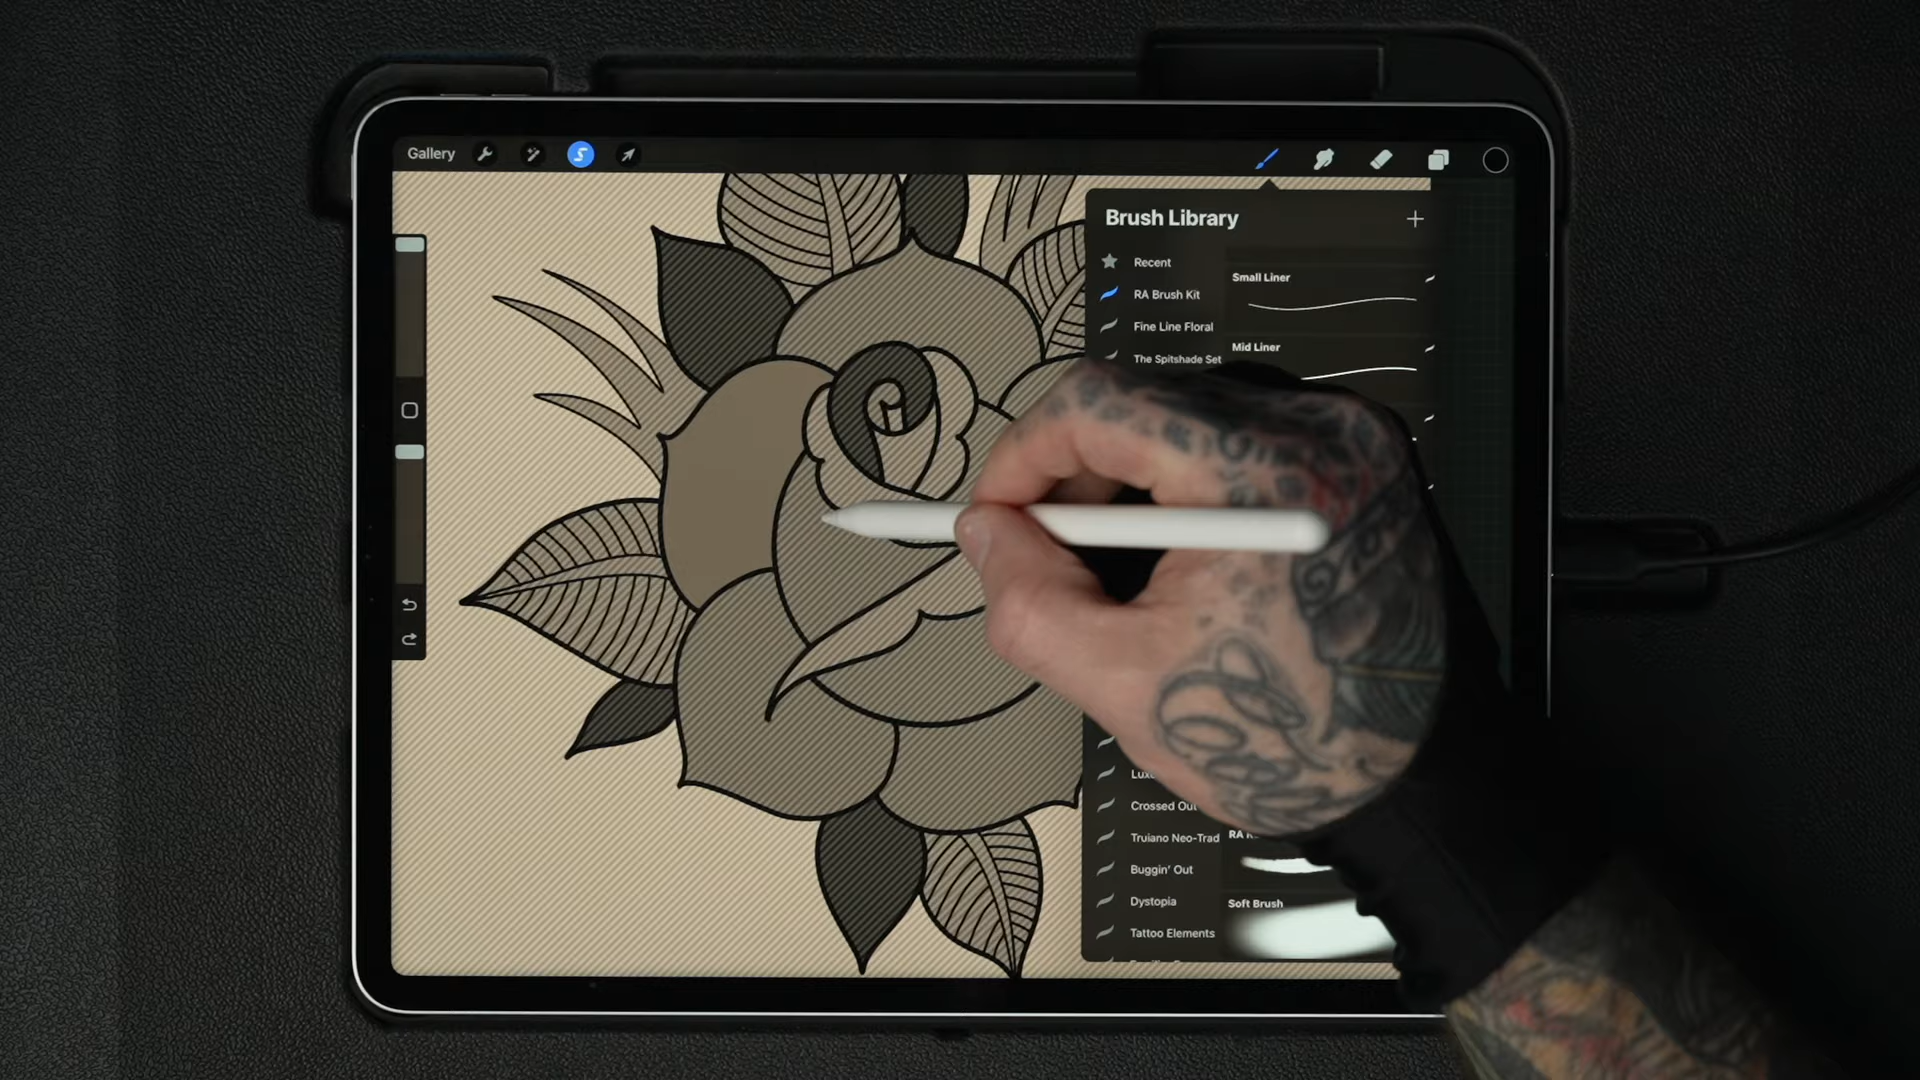 Gallery
Brush Library
Recent
RA Brush Kit
Fine Line Floral
The Spitshade Set
Crossed Out
Truiano Neo-Trad
Buggin' Out
Dystopia
Tattoo Elements
Small Liner
Mid Liner
RA
Soft Brush